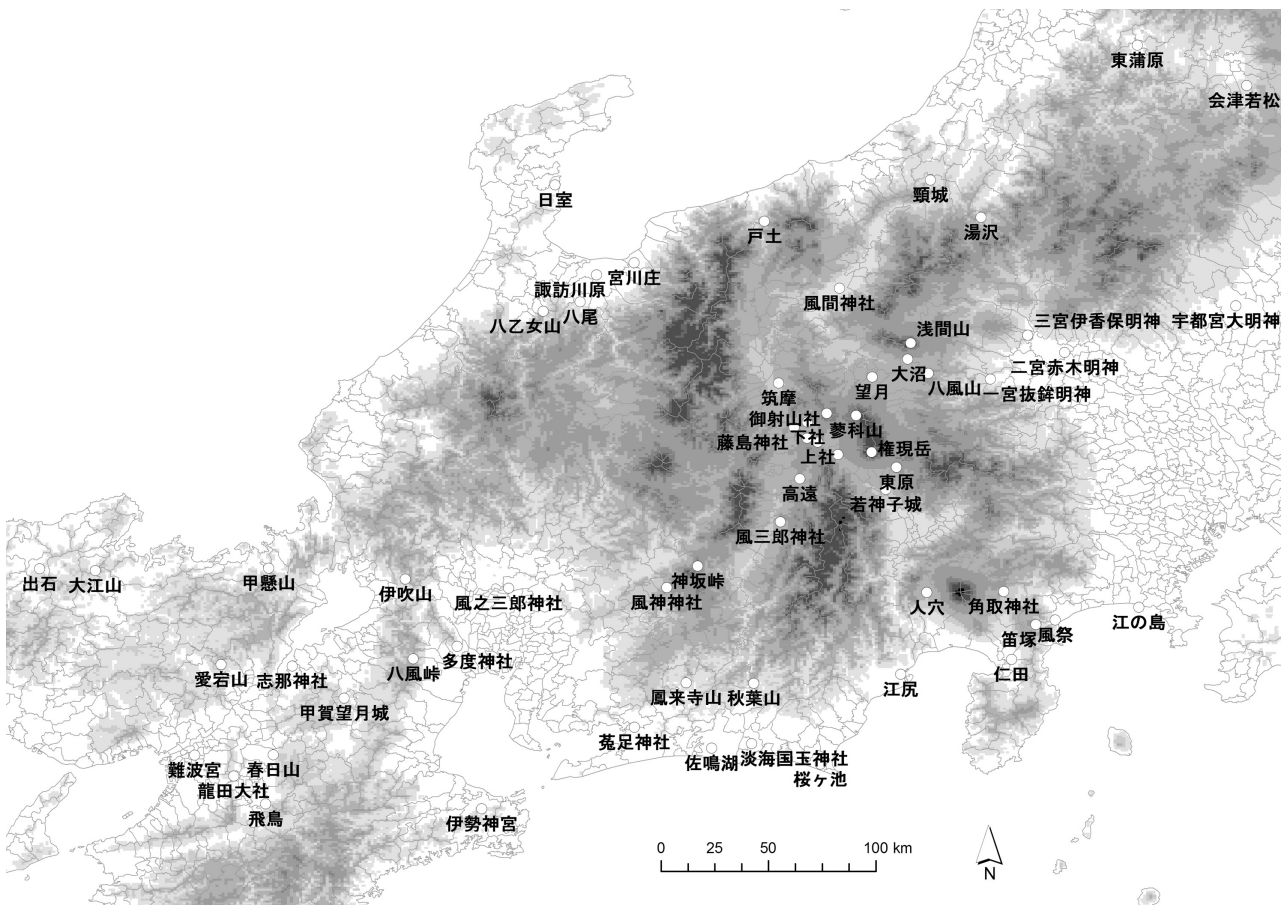 東蒲原
会津若松
頸城
日室
湯沢
戸土
宮川庄
諏訪川原
風間神社
八尾
八乙女山
三宮伊香保明神
宇都宮大明神
浅間山
二宮赤木明神
大沼
八風山
一宮抜鉾明神
望月
筑摩
御射山社
蓼科山
下社
藤島神社
権現岳
上社
東原
高遠
若神子城
風三郎神社
出石
大江山
甲懸山
伊吹山
神坂峠
風之三郎神社
風神神社
人穴
角取神社
江の島
笛塚
風祭
多度神社
八風峠
仁田
愛宕山
志那神社
江尻
鳳来寺山
秋葉山
甲賀望月城
菟足神社
淡海国玉神社
佐鳴湖
難波宮
春日山
桜ヶ池
龍田大社
飛鳥
伊勢神宮
0 25 50 100 km
N